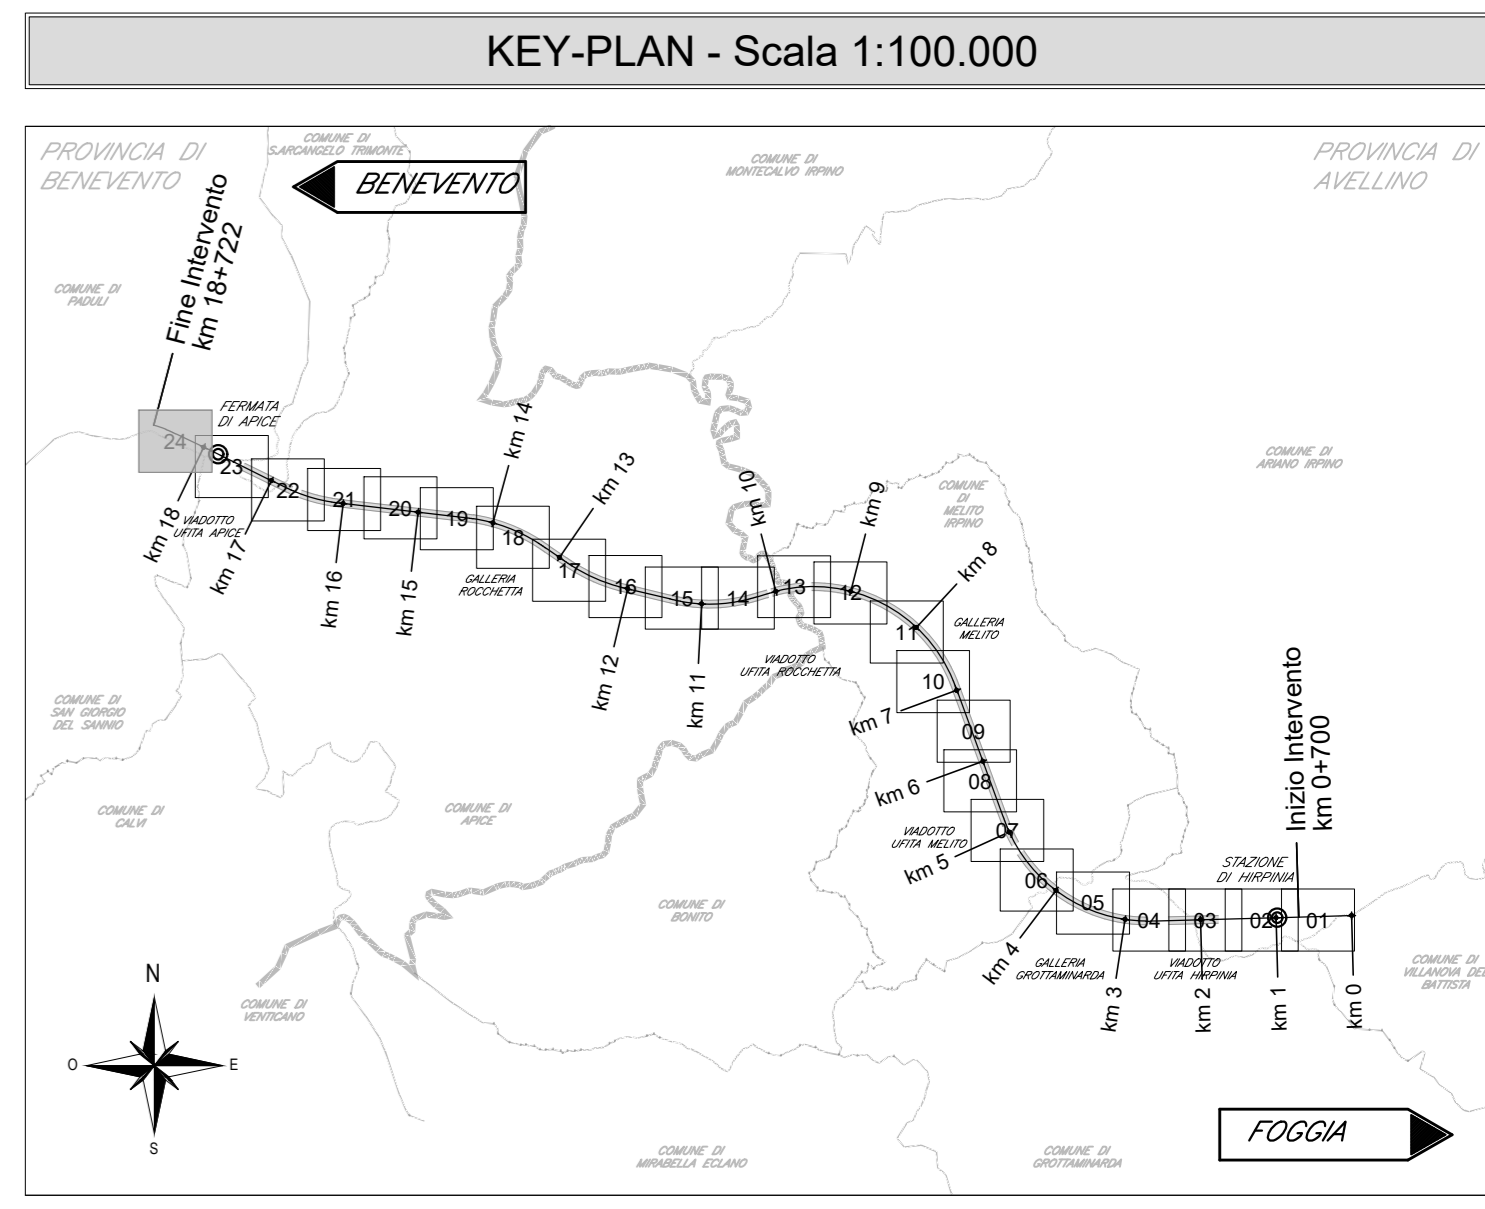 KEY-PLAN - Scala 1:100.000
PROVINCIA DI
BENEVENTO
COMUNE DI
S.ARCANGELO TRIMONTE
BENEVENTO
COMUNE DI
MONTECALVO IRPINO
PROVINCIA DI
AVELLINO
Fine Intervento
km 18+722
COMUNE DI
PADULI
FERMATA
DI APICE
24
23
22
21
20
19
18
17
16
15
14
13
12
11
10
09
08
07
06
05
04
03
02
01
km 18
km 17
km 16
km 15
km 14
km 13
km 12
km 11
km 10
km 9
km 8
km 7
km 6
km 5
km 4
km 3
km 2
km 1
km 0
VIADOTTO
UFITA APICE
GALLERIA
ROCCHETTA
VIADOTTO
UFITA ROCCHETTA
GALLERIA
MELITO
VIADOTTO
UFITA MELITO
GALLERIA
GROTTAMINARDA
VIADOTTO
UFITA HIRPINIA
STAZIONE
DI HIRPINIA
Inizio Intervento
km 0+700
COMUNE
DI
MELITO
IRPINO
COMUNE DI
ARIANO IRPINO
COMUNE DI
SAN GIORGIO
DEL SANNIO
COMUNE DI
CALVI
COMUNE DI
APICE
COMUNE DI
BONITO
COMUNE DI
VENTICANO
COMUNE DI
VILLANOVA DEL
BATTISTA
COMUNE DI
MIRABELLA ECLANO
COMUNE DI
GROTTAMINARDA
N
O
E
S
FOGGIA